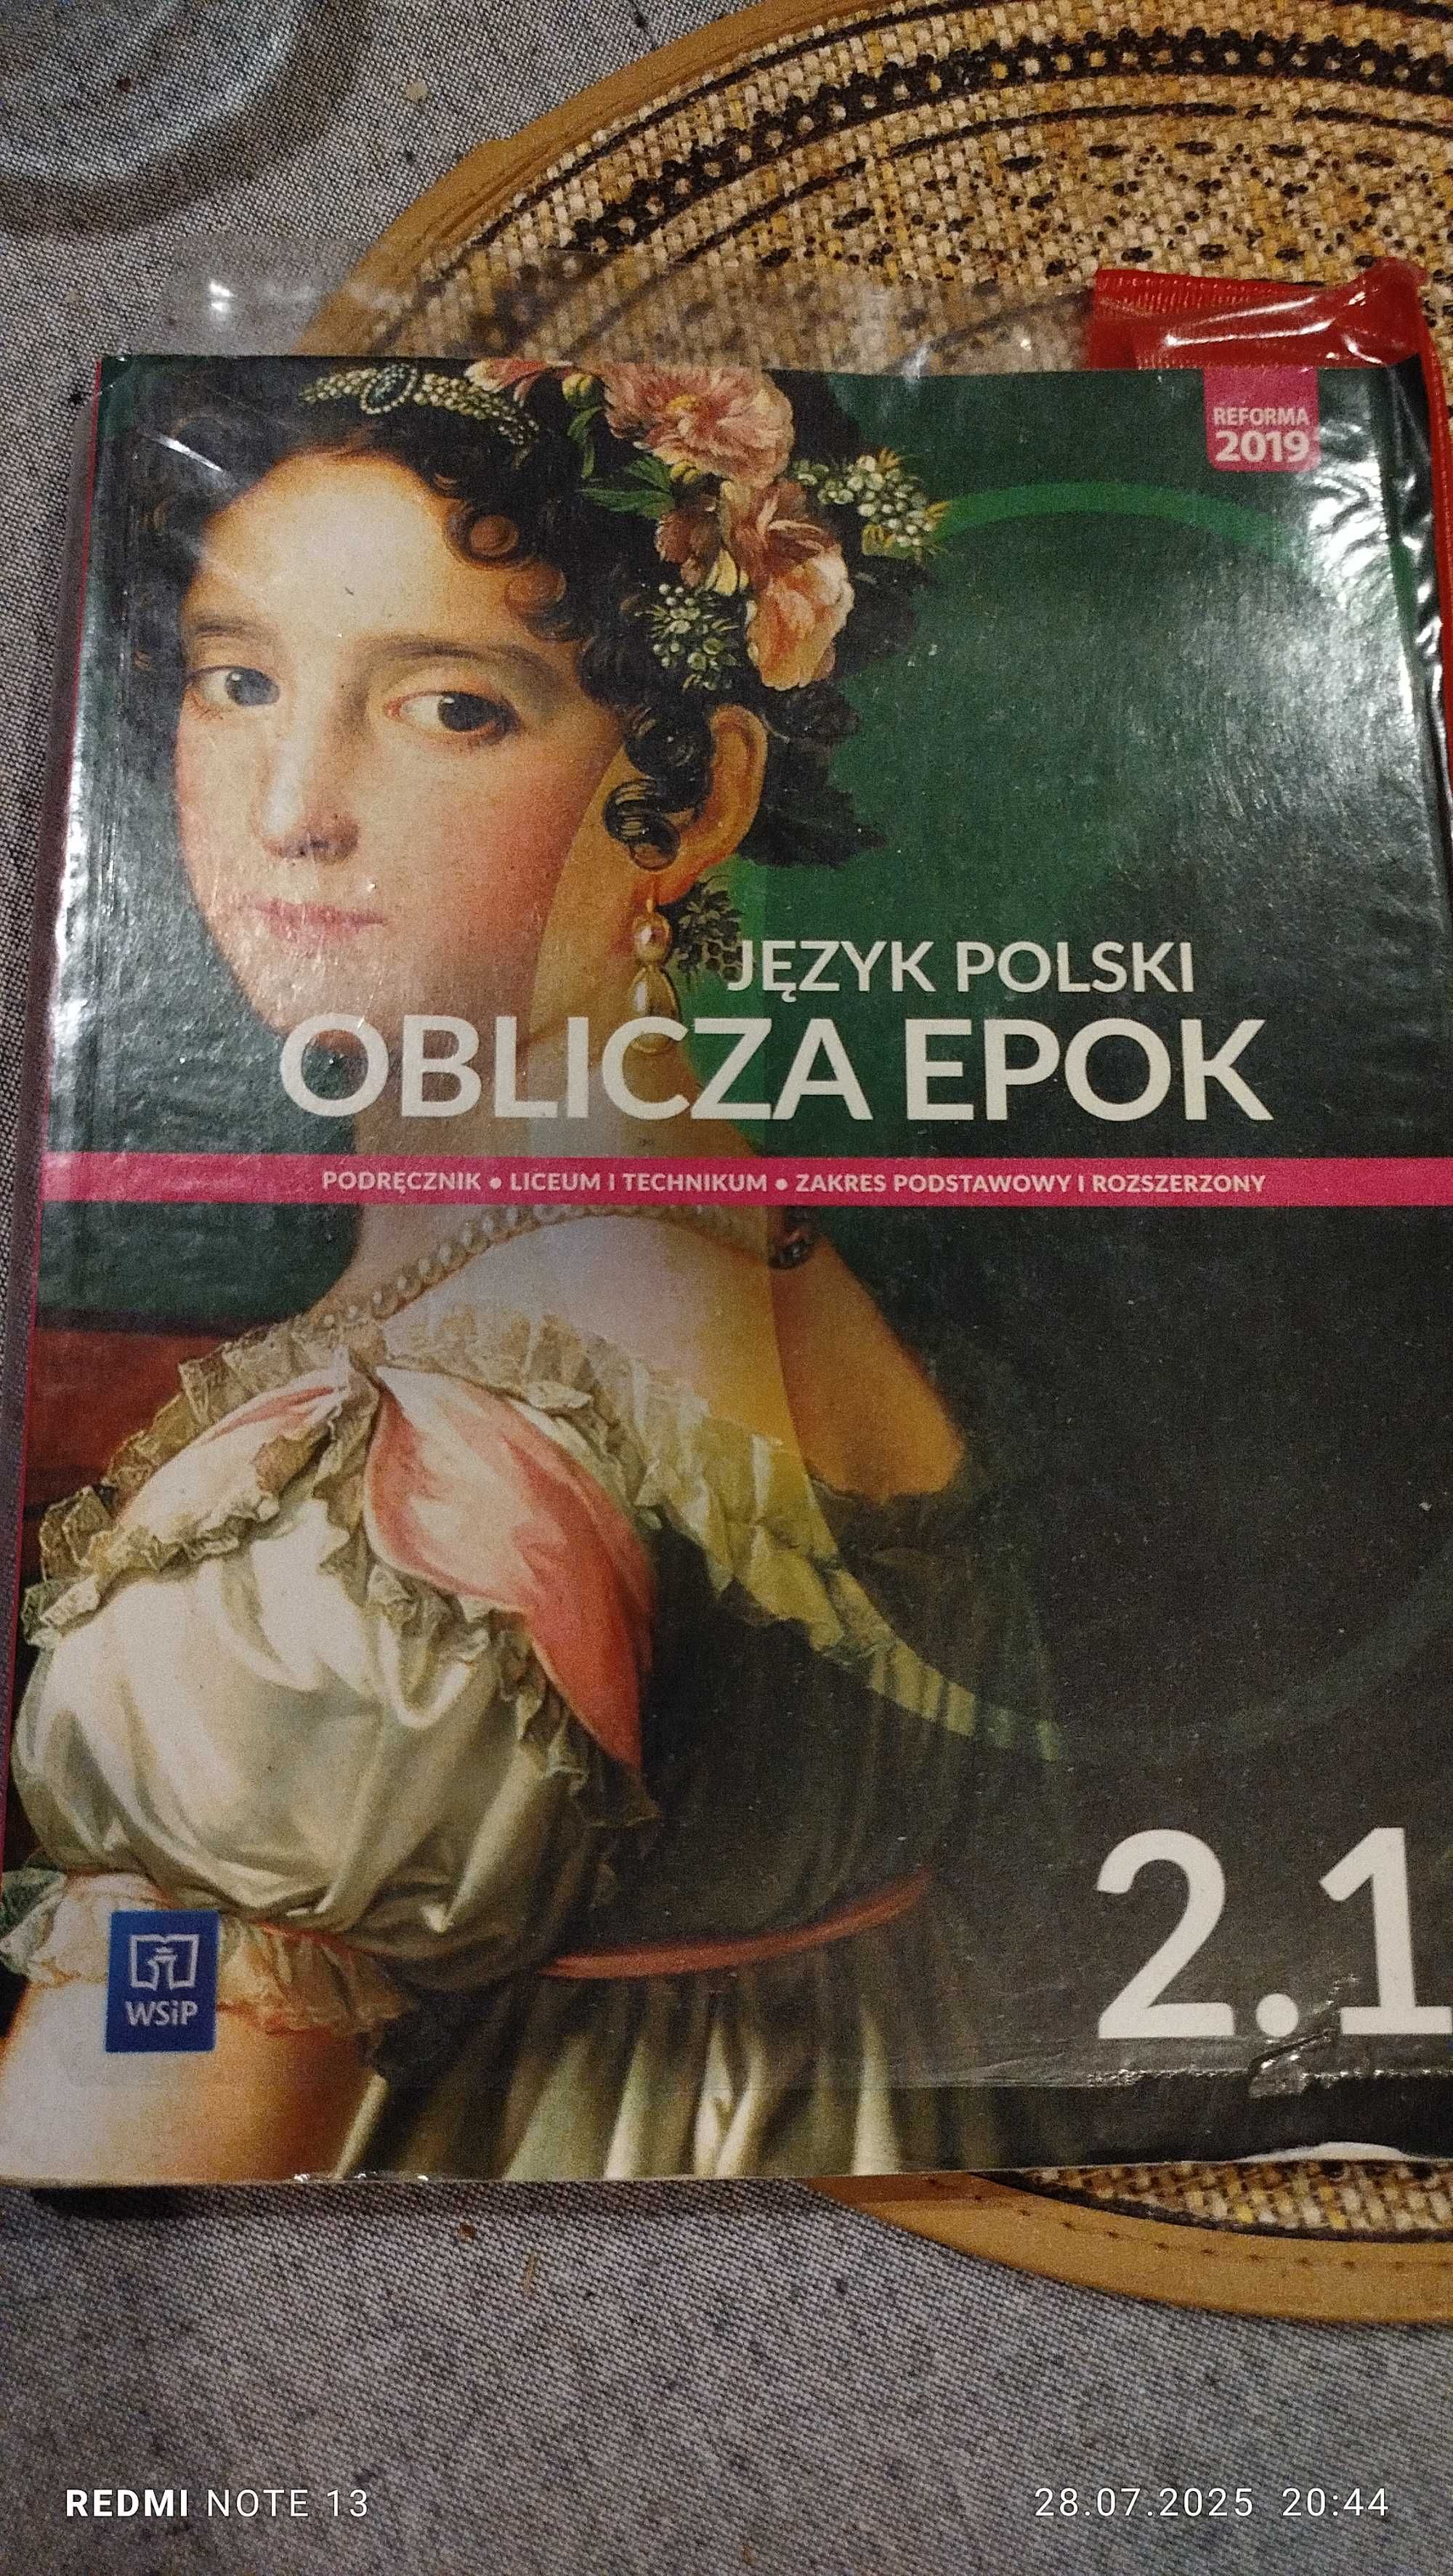 REFORMA
2019
JĘZYK POLSKI
OBLICZA EPOK
PODRĘCZNIK • LICEUM I TECHNIKUM • ZAKRES PODSTAWOWY I ROZSZERZONY
2.1
WSiP
REDMI NOTE 13
28.07.2025 20:44